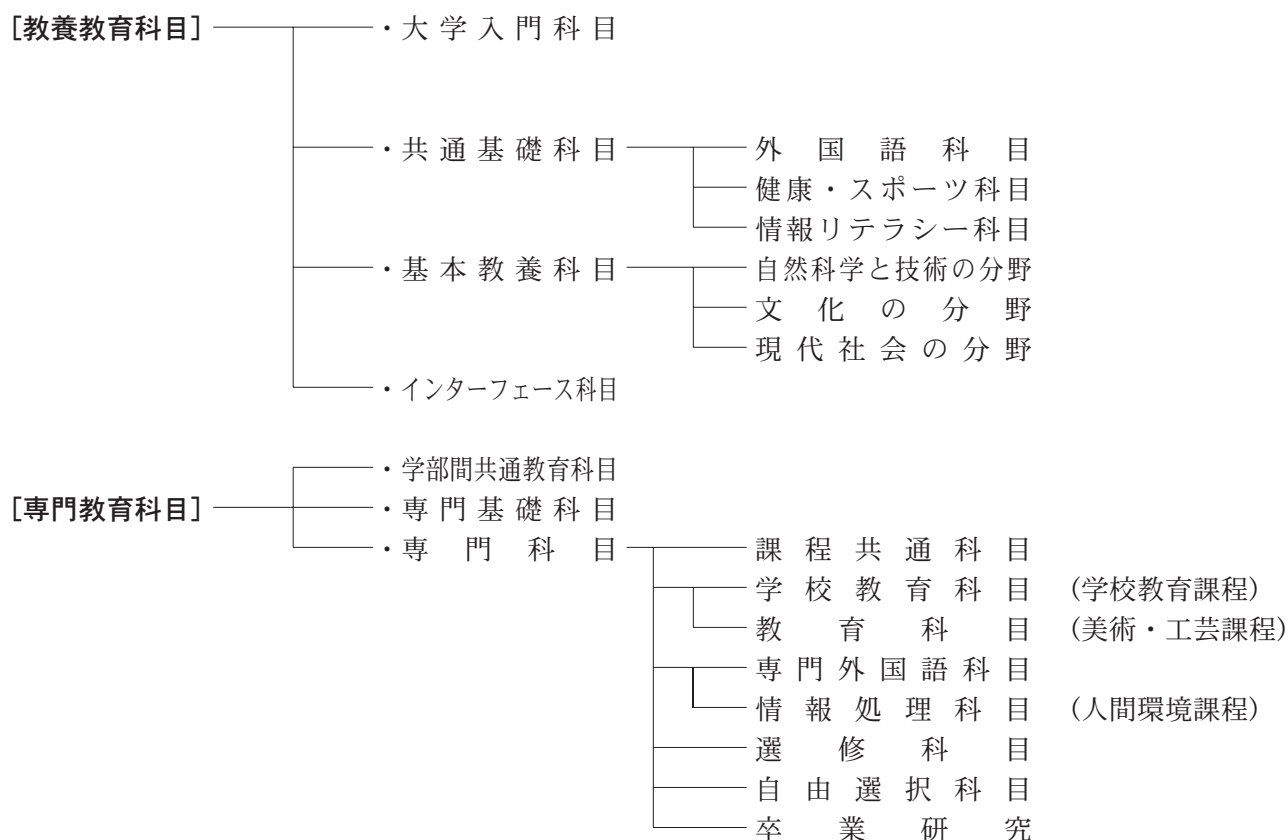 [教養教育科目] ・大学入門科目
・共通基礎科目 外国語科目
健康・スポーツ科目
情報リテラシー科目
・基本教養科目 自然科学と技術の分野
文化の分野
現代社会の分野
・インターフェース科目
・学部間共通教育科目
[専門教育科目] ・専門基礎科目
・専門科目 課程共通科目
学校教育科目 (学校教育課程)
教育科目 (美術・工芸課程)
専門外国語科目
情報処理科目 (人間環境課程)
選修科目
自由選択科目
卒業研究